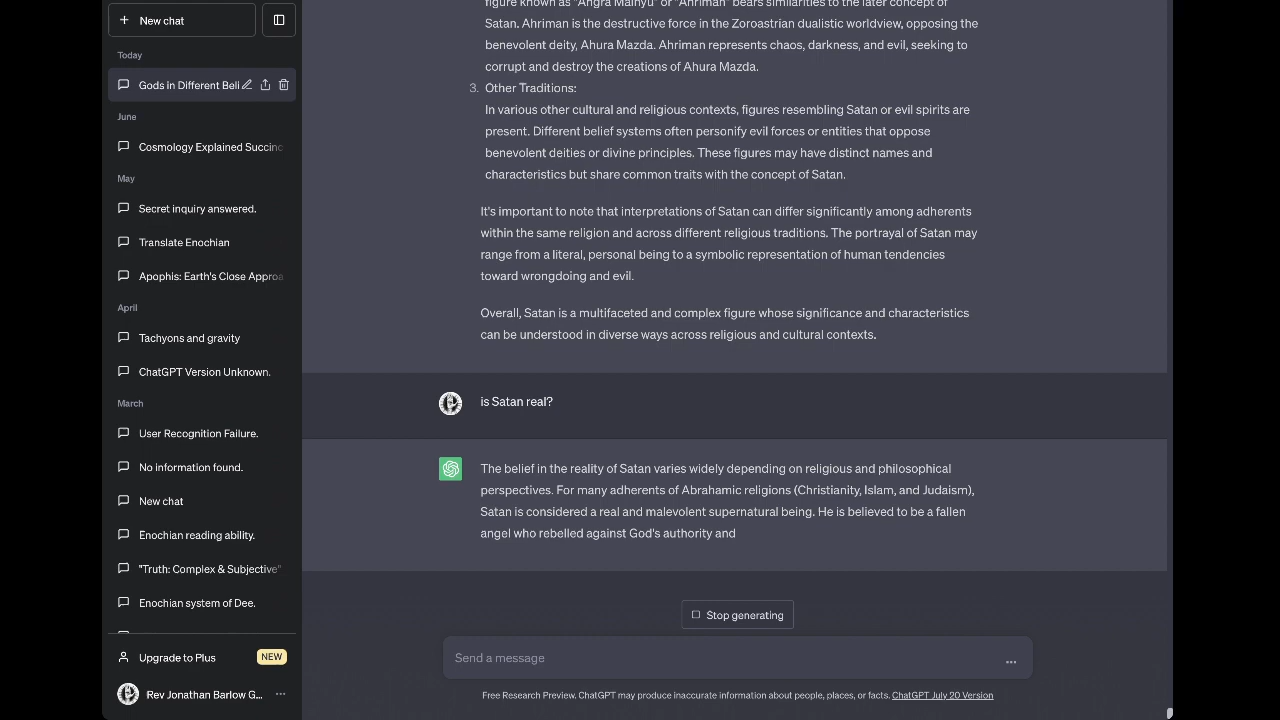 New chat
Today
Gods in Different Beli
June
Cosmology Explained Succinc
May
Secret inquiry answered.
Translate Enochian
Apophis: Earth's Close Approa
April
Tachyons and gravity
ChatGPT Version Unknown.
March
User Recognition Failure.
No information found.
New chat
Enochian reading ability.
"Truth: Complex & Subjective"
Enochian system of Dee.
Upgrade to Plus NEW
Rev Jonathan Barlow G...
figure known as "Angra Mainyu" or "Ahriman" bears similarities to the later concept of
Satan. Ahriman is the destructive force in the Zoroastrian dualistic worldview, opposing the
benevolent deity, Ahura Mazda. Ahriman represents chaos, darkness, and evil, seeking to
corrupt and destroy the creations of Ahura Mazda.
3. Other Traditions:
In various other cultural and religious contexts, figures resembling Satan or evil spirits are
present. Different belief systems often personify evil forces or entities that oppose
benevolent deities or divine principles. These figures may have distinct names and
characteristics but share common traits with the concept of Satan.
It's important to note that interpretations of Satan can differ significantly among adherents
within the same religion and across different religious traditions. The portrayal of Satan may
range from a literal, personal being to a symbolic representation of human tendencies
toward wrongdoing and evil.
Overall, Satan is a multifaceted and complex figure whose significance and characteristics
can be understood in diverse ways across religious and cultural contexts.
is Satan real?
The belief in the reality of Satan varies widely depending on religious and philosophical
perspectives. For many adherents of Abrahamic religions (Christianity, Islam, and Judaism),
Satan is considered a real and malevolent supernatural being. He is believed to be a fallen
angel who rebelled against God's authority and
Stop generating
Send a message
Free Research Preview. ChatGPT may produce inaccurate information about people, places, or facts. ChatGPT July 20 Version